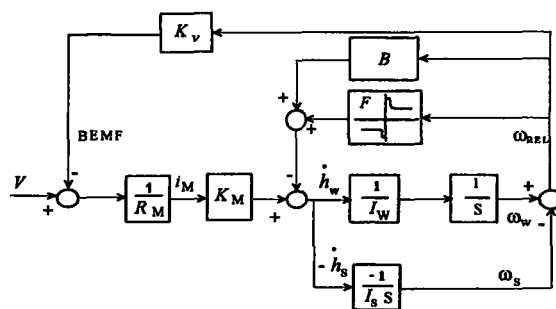 K_v
B
+
F
+
BEMF
ω_REL
-
-
V
+
1
R_M
i_M
K_M
+
ḣ_w
1
I_W
1
S
+
ω_W
-
- ḣ_S
-1
I_S S
ω_S